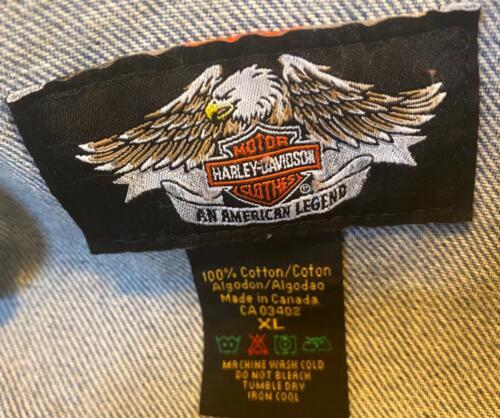 MOTOR
HARLEY-DAVIDSON
CLOTHES
®
AN AMERICAN LEGEND
100% Cotton/Coton
Algodon/Algodao
Made in Canada
CA 03402
XL
MACHINE WASH COLD
DO NOT BLEACH
TUMBLE DRY
IRON COOL